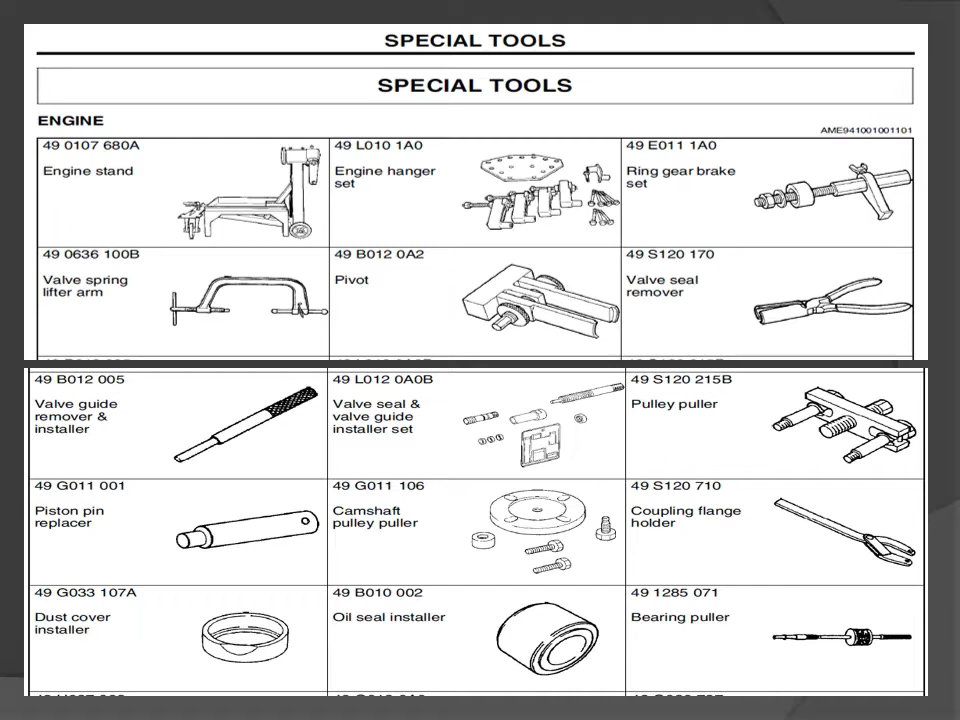 SPECIAL TOOLS
SPECIAL TOOLS
ENGINE
AME941001001101
49 0107 680A
Engine stand
49 L010 1A0
Engine hanger
set
49 E011 1A0
Ring gear brake
set
49 0636 100B
Valve spring
lifter arm
49 B012 0A2
Pivot
49 S120 170
Valve seal
remover
49 B012 005
Valve guide
remover &
installer
49 L012 0A0B
Valve seal &
valve guide
installer set
49 S120 215B
Pulley puller
49 G011 001
Piston pin
replacer
49 G011 106
Camshaft
pulley puller
49 S120 710
Coupling flange
holder
49 G033 107A
Dust cover
installer
49 B010 002
Oil seal installer
49 1285 071
Bearing puller